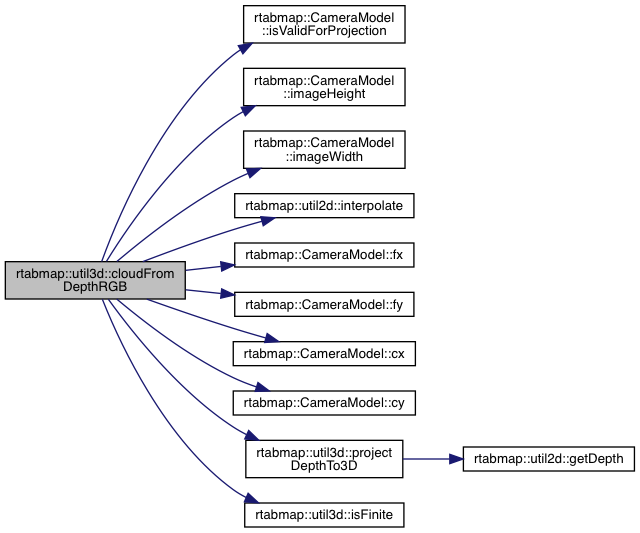 rtabmap::CameraModel
::isValidForProjection
rtabmap::CameraModel
::imageHeight
rtabmap::CameraModel
::imageWidth
rtabmap::util2d::interpolate
rtabmap::CameraModel::fx
rtabmap::util3d::cloudFrom
DepthRGB
rtabmap::CameraModel::fy
rtabmap::CameraModel::cx
rtabmap::CameraModel::cy
rtabmap::util3d::project
DepthTo3D
rtabmap::util2d::getDepth
rtabmap::util3d::isFinite